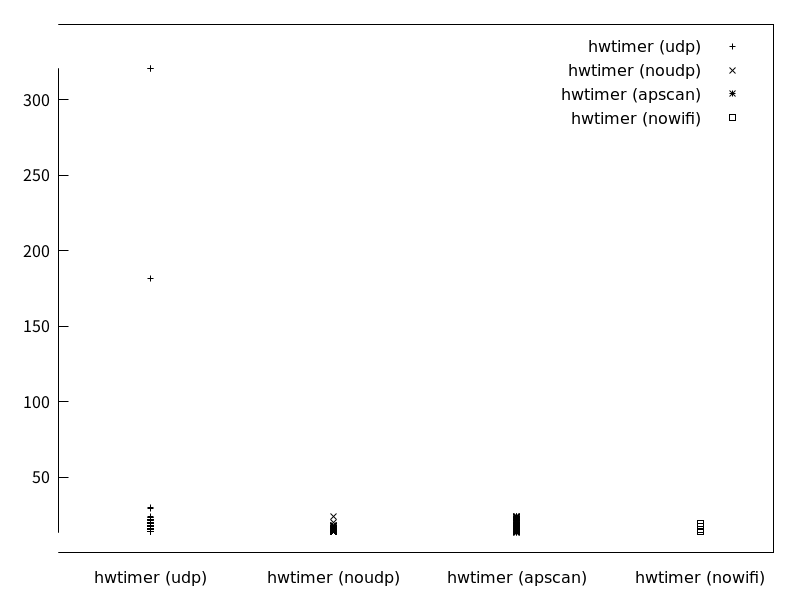 hwtimer (udp)
hwtimer (noudp)
hwtimer (apscan)
hwtimer (nowifi)
300
250
200
150
100
50
hwtimer (udp) hwtimer (noudp) hwtimer (apscan) hwtimer (nowifi)